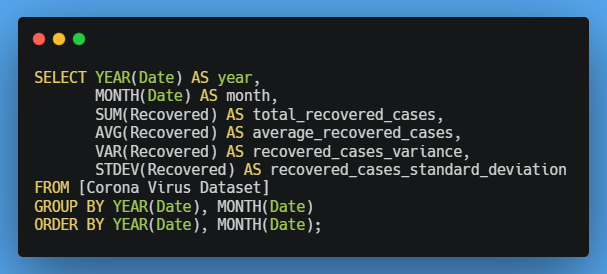 SELECT YEAR(Date) AS year,
       MONTH(Date) AS month,
       SUM(Recovered) AS total_recovered_cases,
       AVG(Recovered) AS average_recovered_cases,
       VAR(Recovered) AS recovered_cases_variance,
       STDEV(Recovered) AS recovered_cases_standard_deviation
FROM [Corona Virus Dataset]
GROUP BY YEAR(Date), MONTH(Date)
ORDER BY YEAR(Date), MONTH(Date);